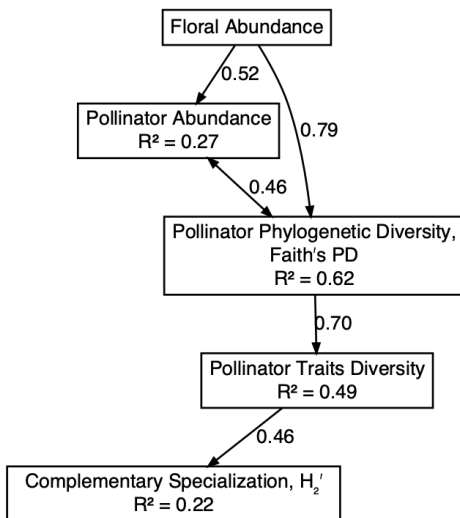 Floral Abundance
0.52
Pollinator Abundance
R² = 0.27
0.79
0.46
Pollinator Phylogenetic Diversity,
Faith's PD
R² = 0.62
0.70
Pollinator Traits Diversity
R² = 0.49
0.46
Complementary Specialization, H₂′
R² = 0.22